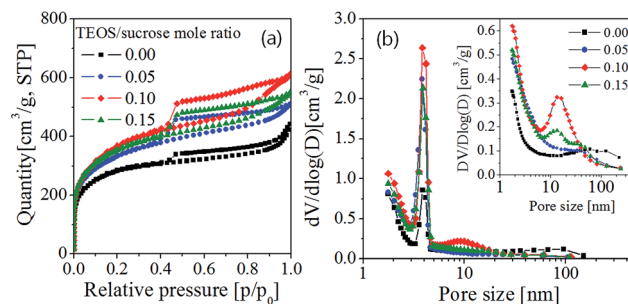 TEOS/sucrose mole ratio
0.00
0.05
0.10
0.15
(a)
Quantity[cm³/g, STP]
800
600
400
200
0
0.0 0.2 0.4 0.6 0.8 1.0
Relative pressure [p/p₀]
(b)
dV/dlog(D)[cm³/g]
3.0
2.5
2.0
1.5
1.0
0.5
0.0
1 10 100
Pore size [nm]
DV/Dlog(D) [cm³/g]
0.6
0.5
0.4
0.3
0.2
0.1
0.0
1 10 100
Pore size [nm]
0.00
0.05
0.10
0.15